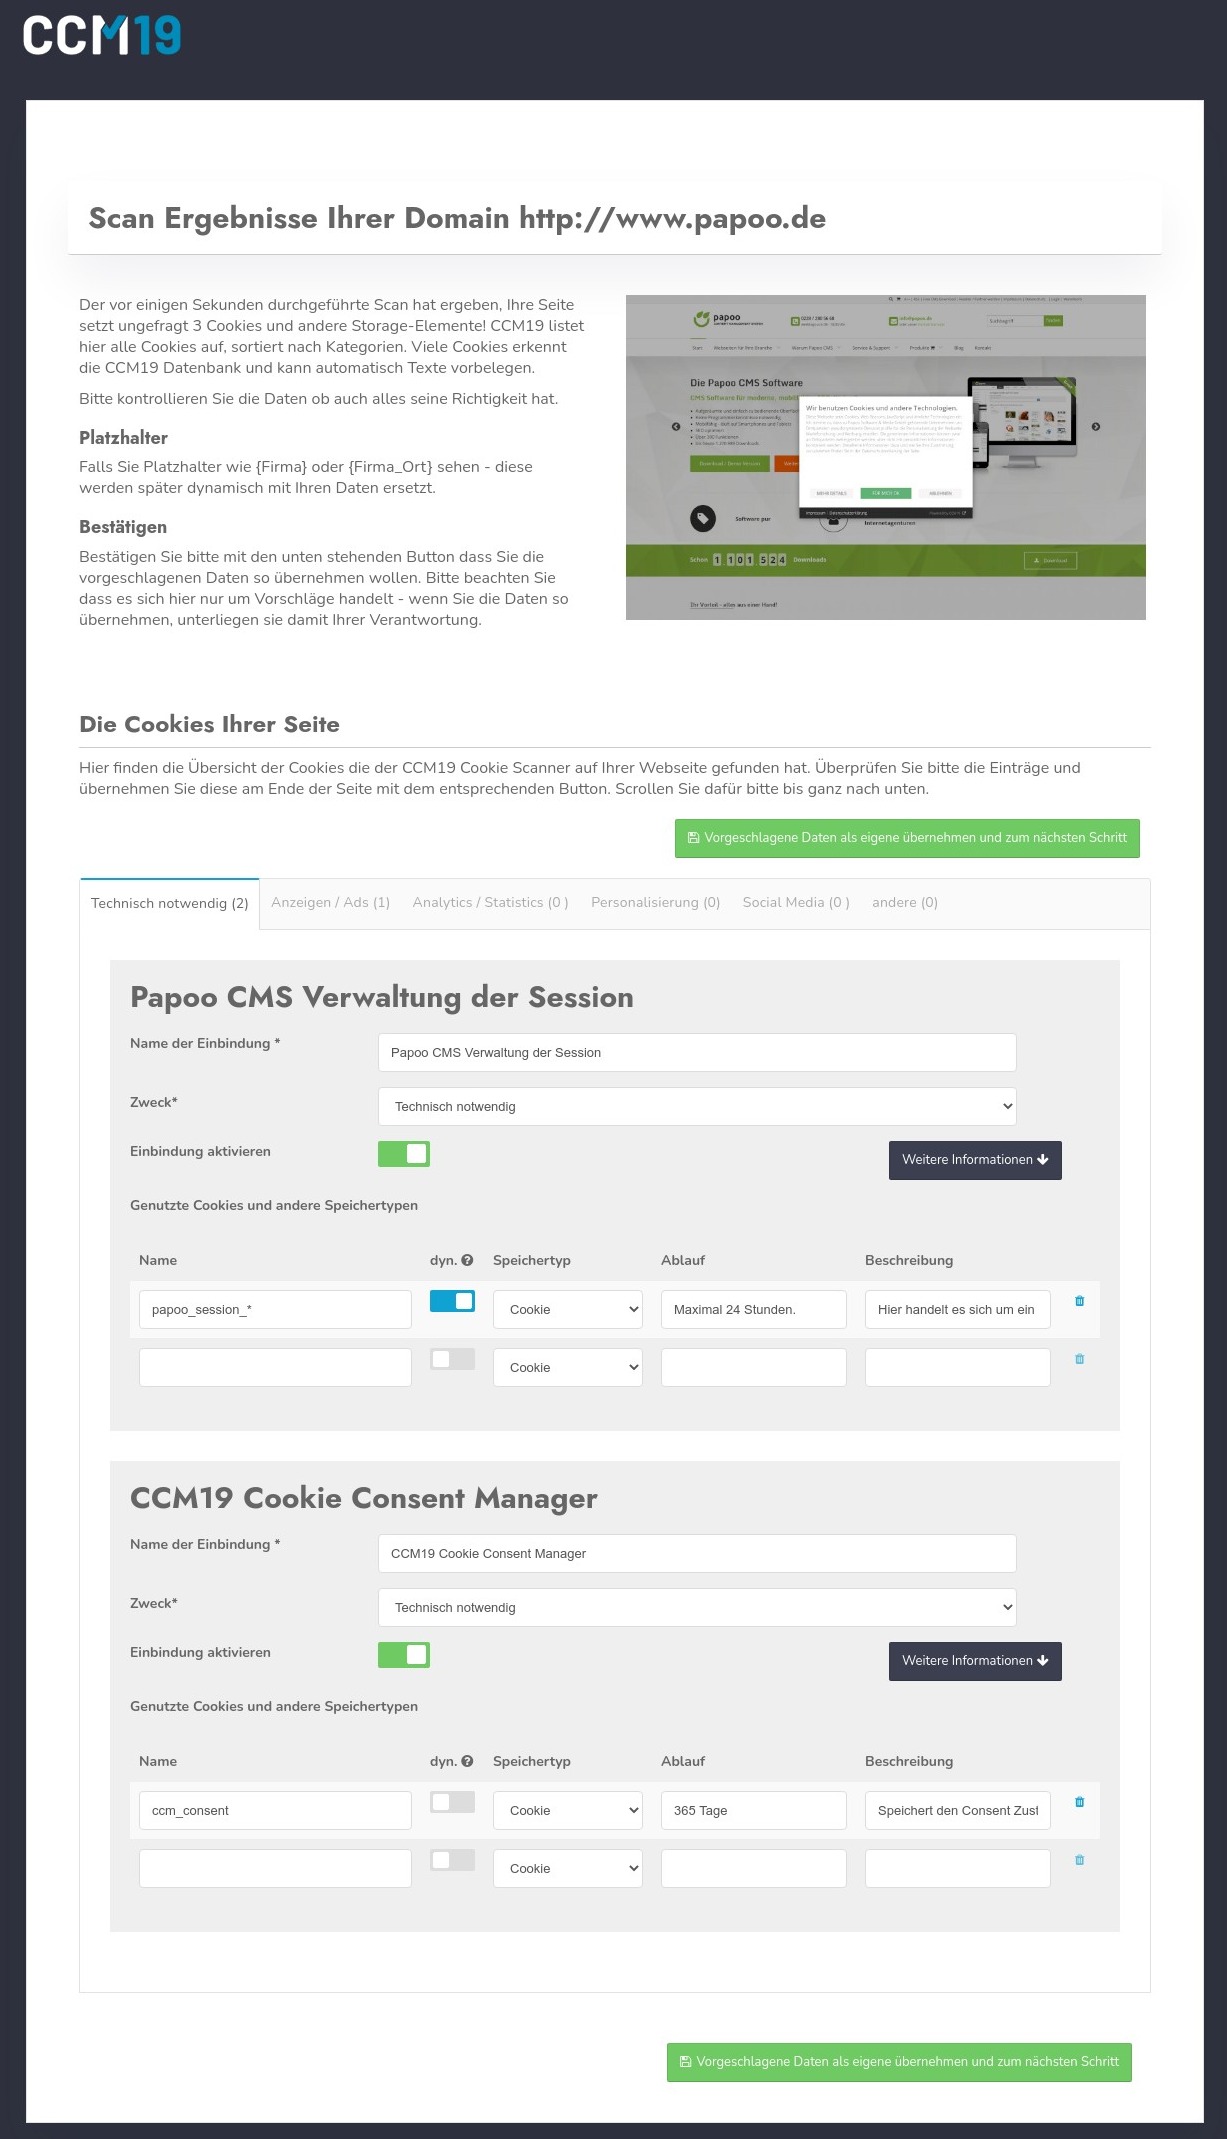 CCM19
Scan Ergebnisse Ihrer Domain http://www.papoo.de
Der vor einigen Sekunden durchgeführte Scan hat ergeben, Ihre Seite
setzt ungefragt 3 Cookies und andere Storage-Elemente! CCM19 listet
hier alle Cookies auf, sortiert nach Kategorien. Viele Cookies erkennt
die CCM19 Datenbank und kann automatisch Texte vorbelegen.
Bitte kontrollieren Sie die Daten ob auch alles seine Richtigkeit hat.
Platzhalter
Falls Sie Platzhalter wie {Firma} oder {Firma_Ort} sehen - diese
werden später dynamisch mit Ihren Daten ersetzt.
Bestätigen
Bestätigen Sie bitte mit den unten stehenden Button dass Sie die
vorgeschlagenen Daten so übernehmen wollen. Bitte beachten Sie
dass es sich hier nur um Vorschläge handelt - wenn Sie die Daten so
übernehmen, unterliegen sie damit Ihrer Verantwortung.
papoo
Die Papoo CMS Software
Wir benutzen Cookies und andere Technologien.
Software pur
Internetagenturen
Schon 1 101 524 Downloads
Download
Ihr Vorteil - alles aus einer Hand!
Die Cookies Ihrer Seite
Hier finden die Übersicht der Cookies die der CCM19 Cookie Scanner auf Ihrer Webseite gefunden hat. Überprüfen Sie bitte die Einträge und
übernehmen Sie diese am Ende der Seite mit dem entsprechenden Button. Scrollen Sie dafür bitte bis ganz nach unten.
Vorgeschlagene Daten als eigene übernehmen und zum nächsten Schritt
Technisch notwendig (2) Anzeigen / Ads (1) Analytics / Statistics (0 ) Personalisierung (0) Social Media (0 ) andere (0)
Papoo CMS Verwaltung der Session
Name der Einbindung * Papoo CMS Verwaltung der Session
Zweck* Technisch notwendig
Einbindung aktivieren Weitere Informationen
Genutzte Cookies und andere Speichertypen
Name dyn. Speichertyp Ablauf Beschreibung
papoo_session_* Cookie Maximal 24 Stunden. Hier handelt es sich um ein
Cookie
CCM19 Cookie Consent Manager
Name der Einbindung * CCM19 Cookie Consent Manager
Zweck* Technisch notwendig
Einbindung aktivieren Weitere Informationen
Genutzte Cookies und andere Speichertypen
Name dyn. Speichertyp Ablauf Beschreibung
ccm_consent Cookie 365 Tage Speichert den Consent Zust
Cookie
Vorgeschlagene Daten als eigene übernehmen und zum nächsten Schritt